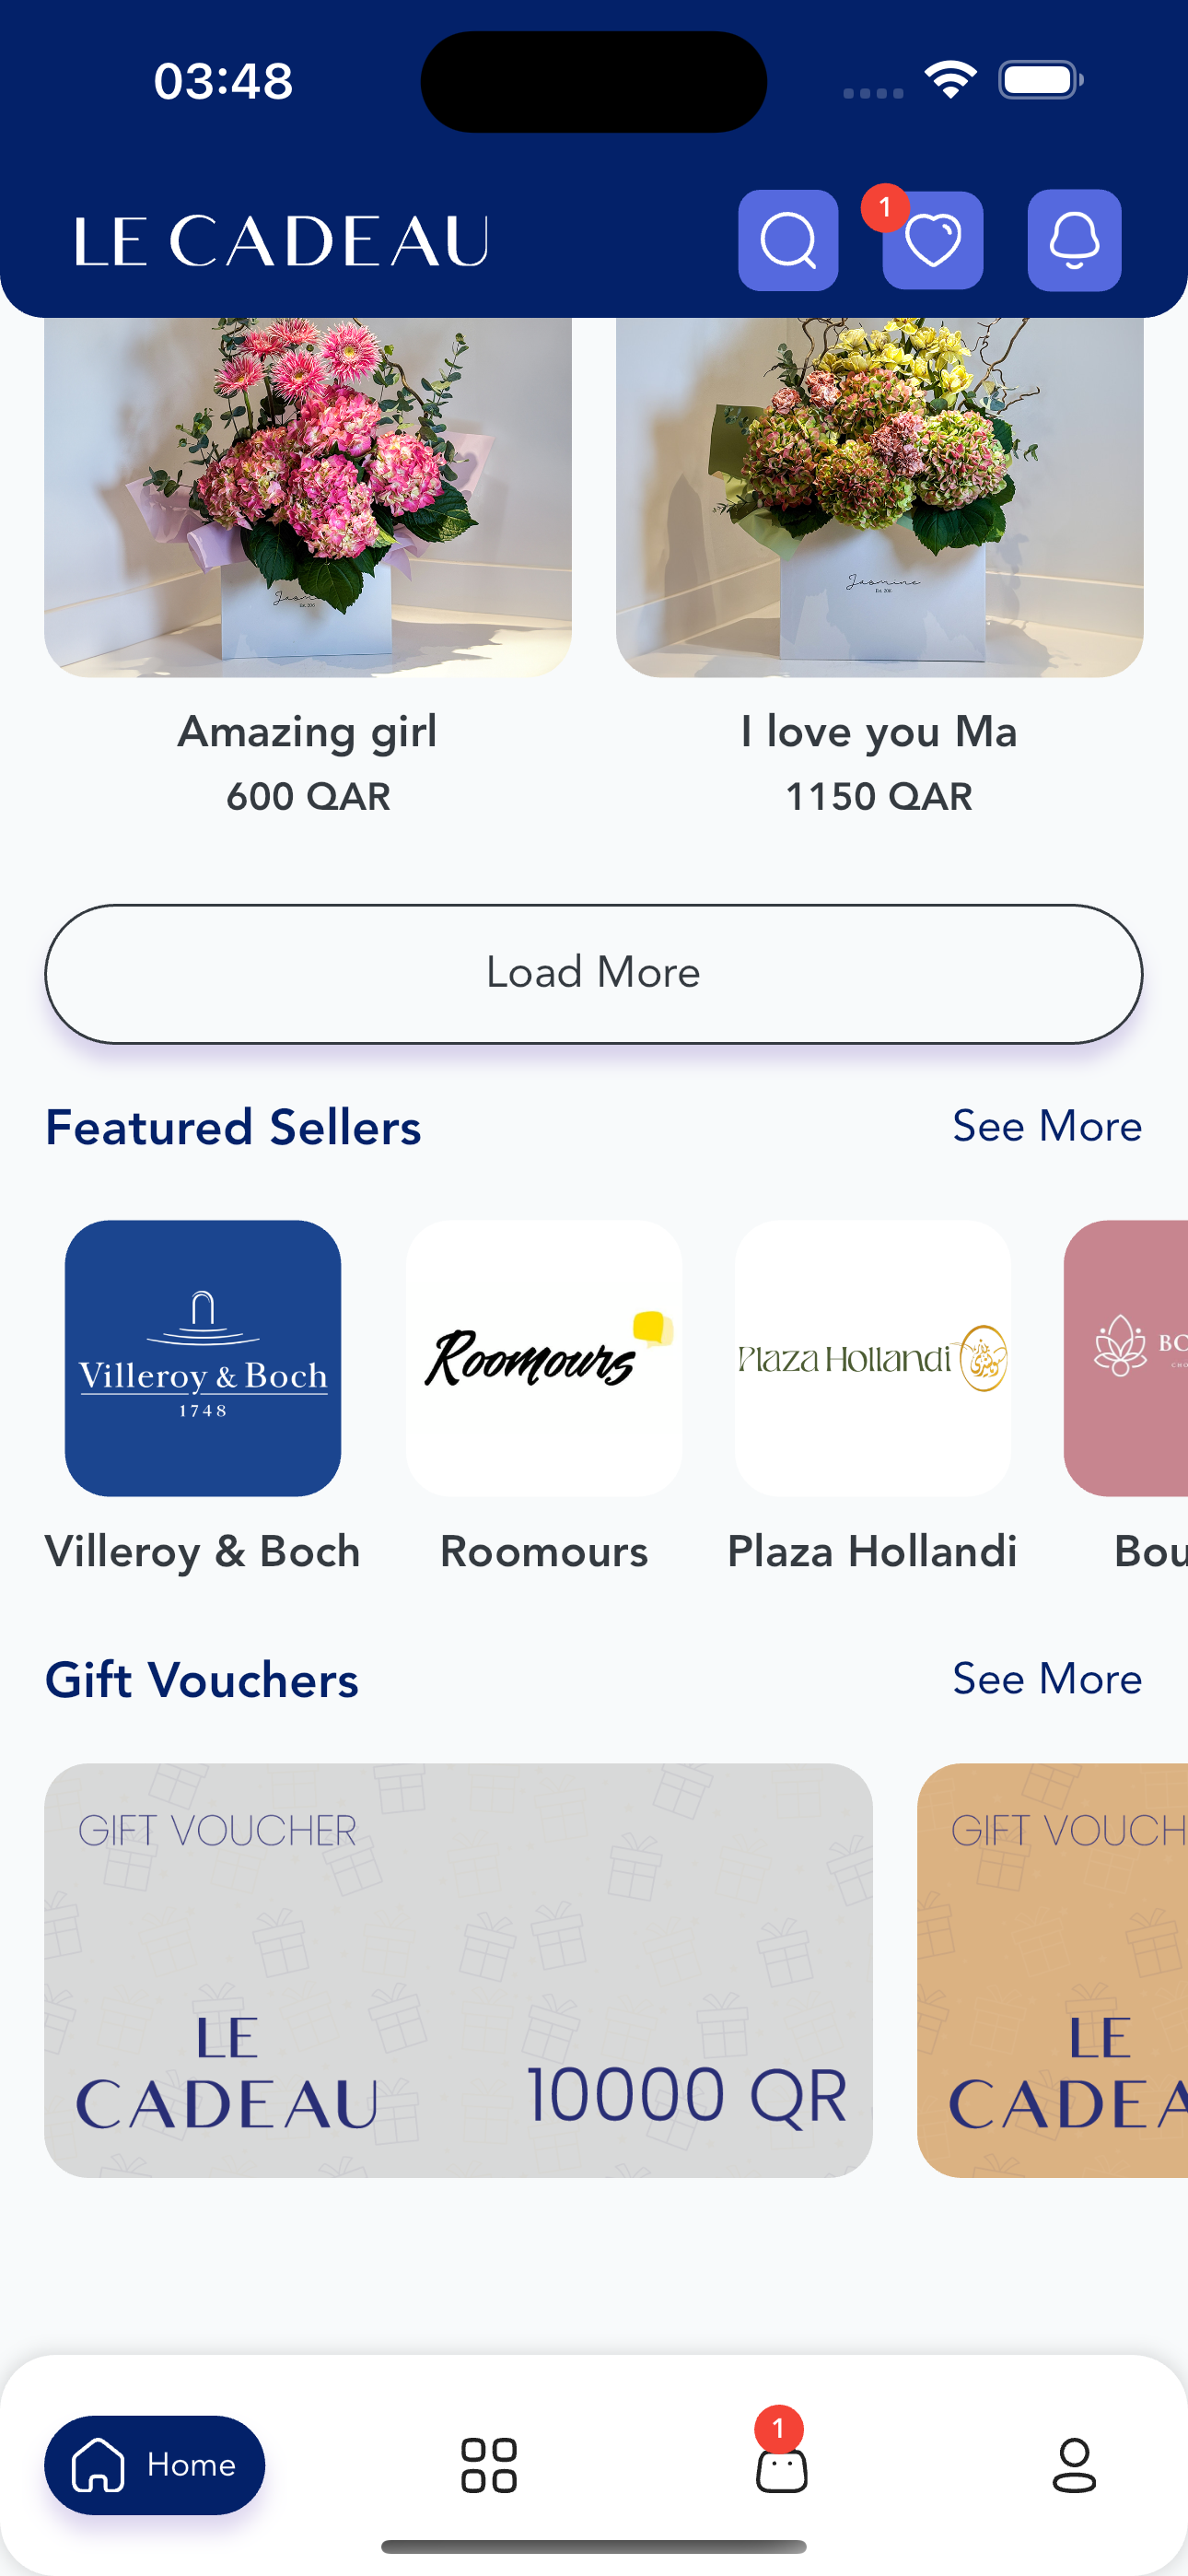 03:48
LE CADEAU
1
Jasmine
Amazing girl
I love you Ma
600 QAR
1150 QAR
Load More
Featured Sellers
See More
Villeroy & Boch
1748
Roomours
Plaza Hollandi
BO
Villeroy & Boch
Roomours
Plaza Hollandi
Bou
Gift Vouchers
See More
GIFT VOUCHER
GIFT VOUCH
LE
CADEAU
10000 QR
LE
CADEA
1
Home